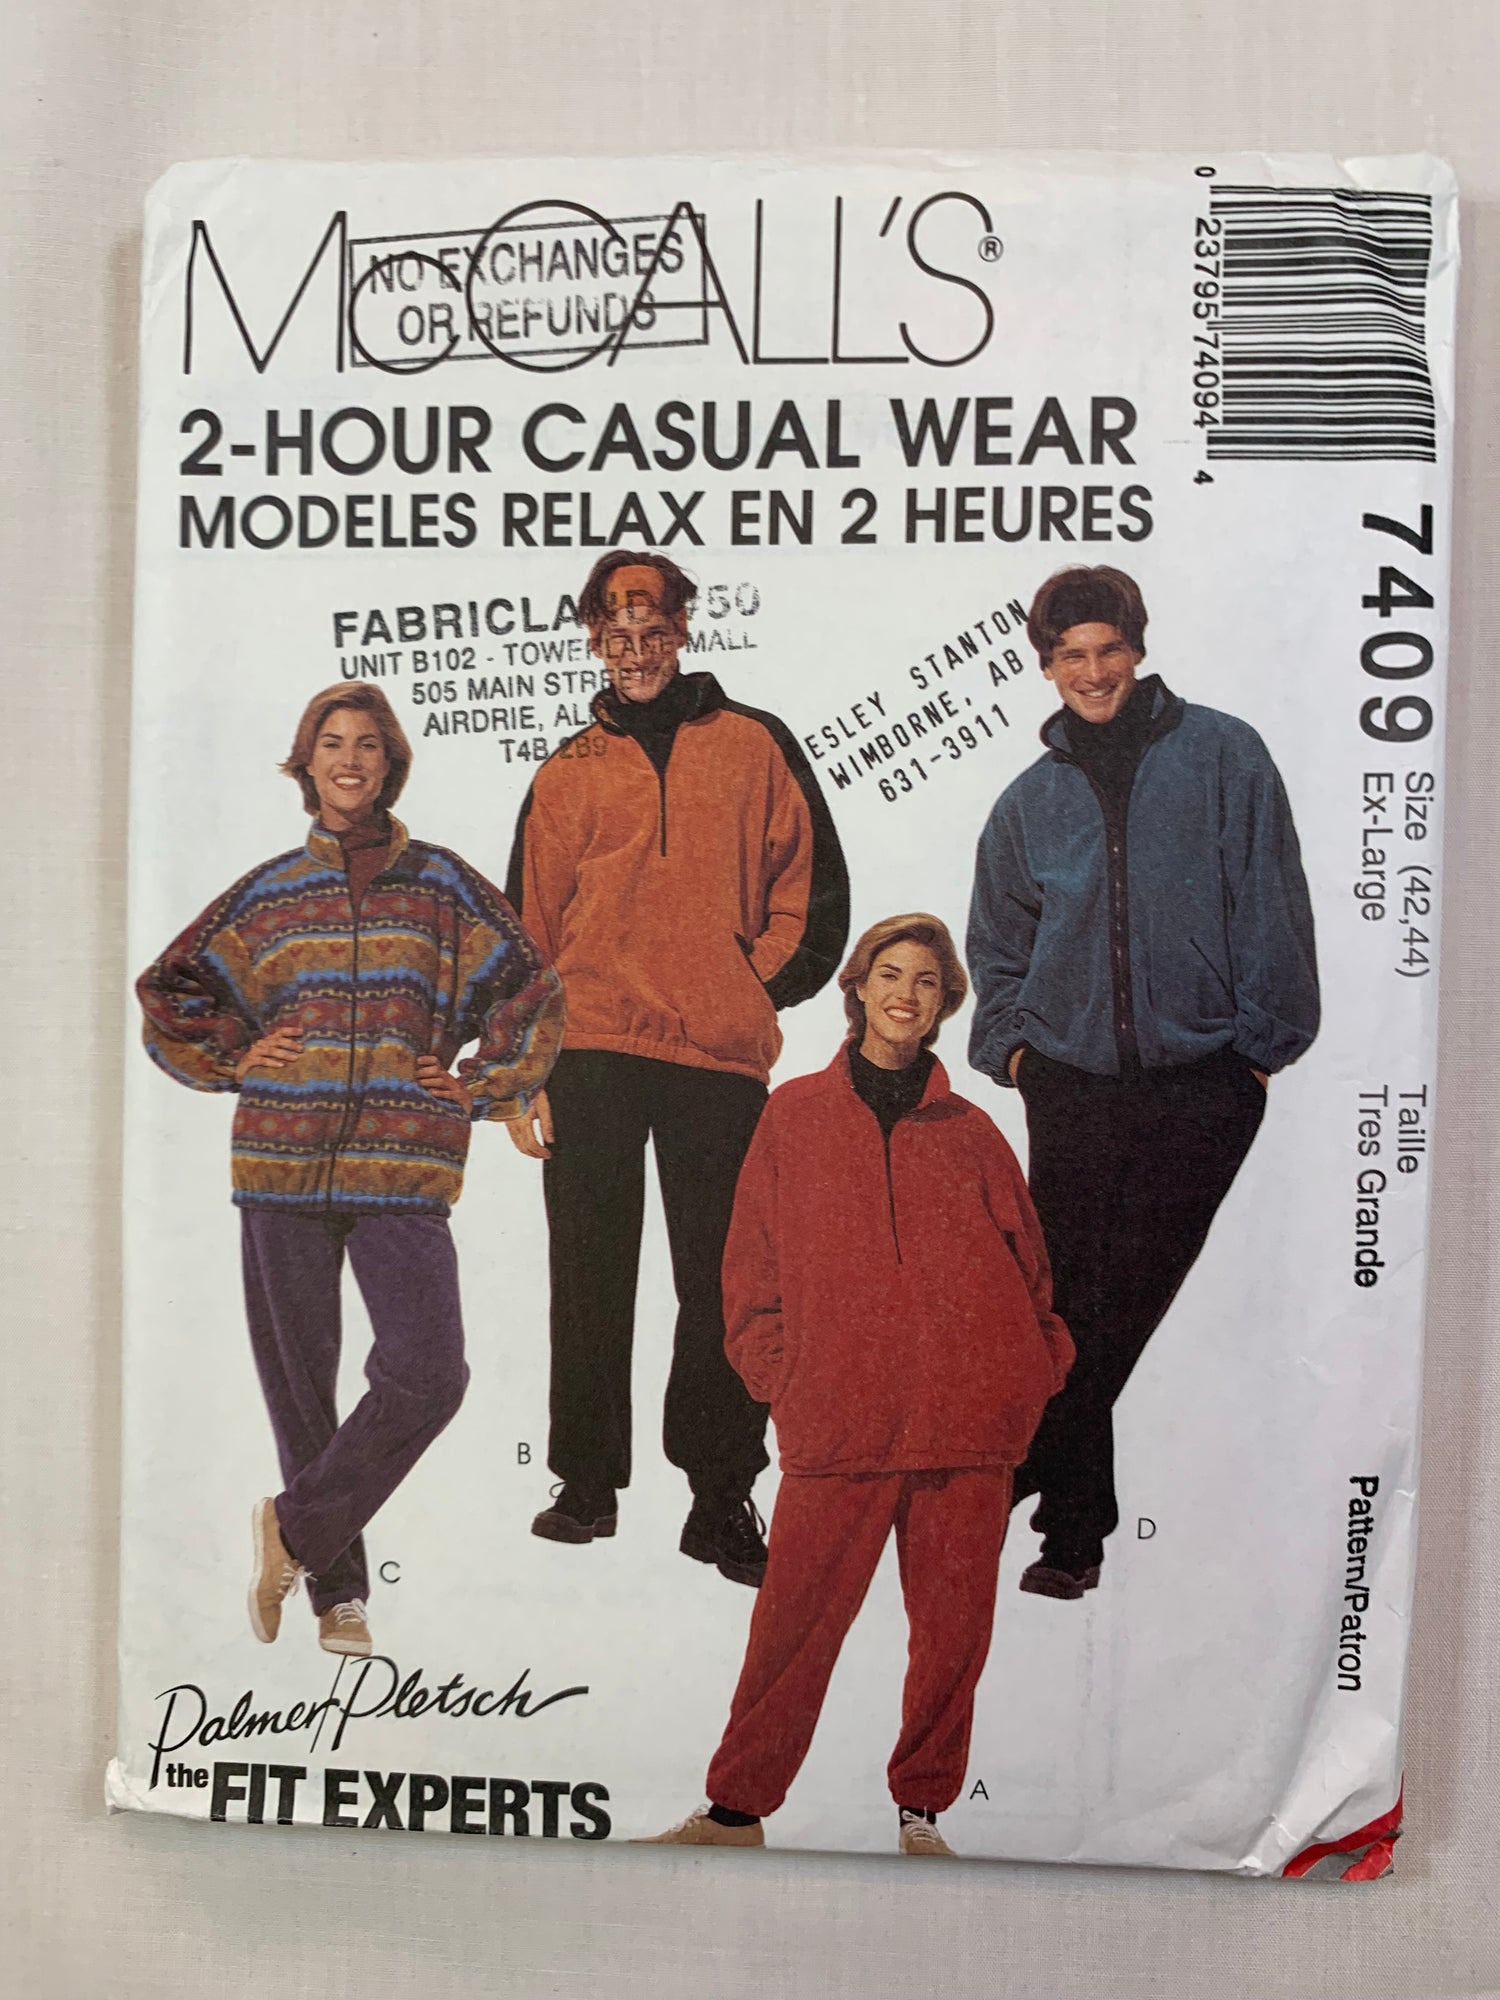 McCALL'S®
NO EXCHANGES
OR REFUNDS
2-HOUR CASUAL WEAR
MODELES RELAX EN 2 HEURES
FABRICLAND #50
UNIT B102 - TOWERLANE MALL
505 MAIN STREET
AIRDRIE,
T4B 2B9
ESLEY STANTON
WIMBORNE, AB
631-3911
B
D
C
A
Palmer/Pletsch
the FIT EXPERTS
0 23795 74094 4
7409
Size (42,44)
Ex-Large
Taille
Tres Grande
Pattern/Patron